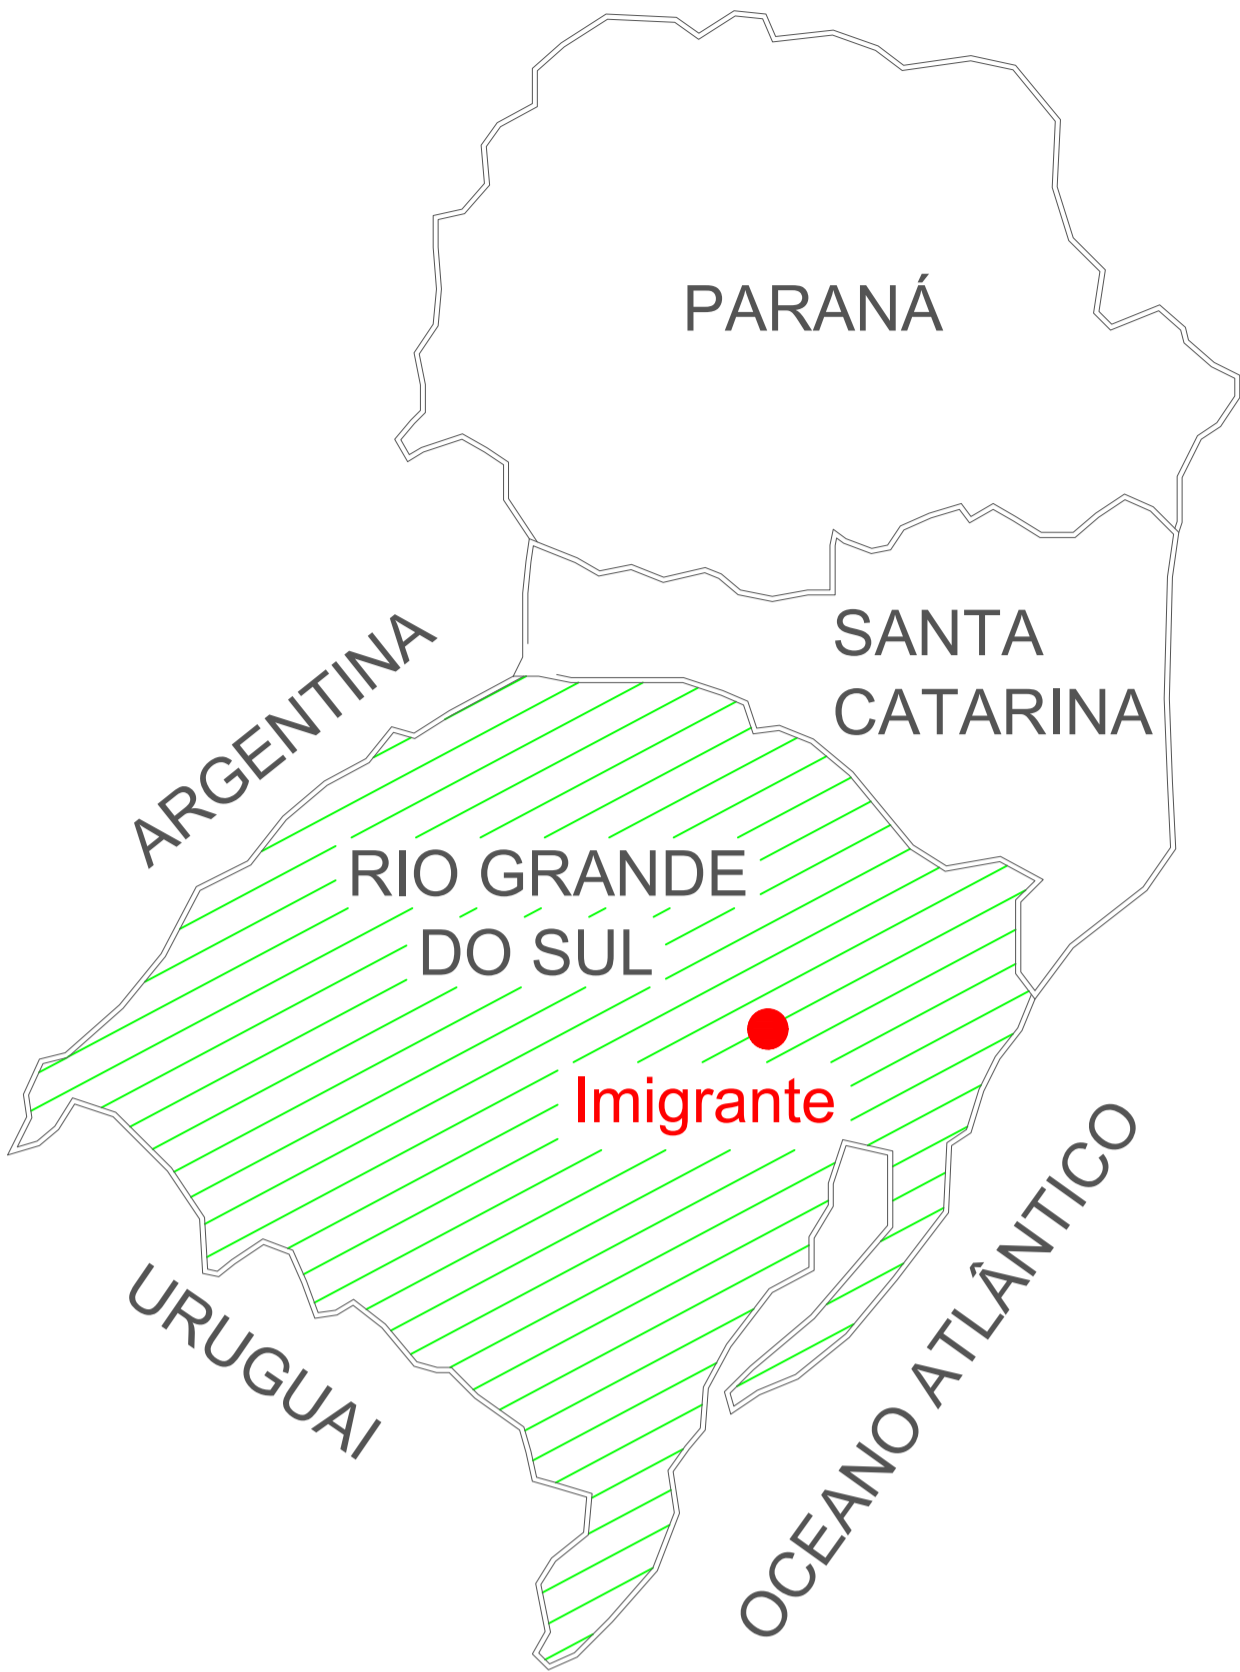 PARANÁ
SANTA
CATARINA
ARGENTINA
RIO GRANDE
DO SUL
Imigrante
URUGUAI
OCEANO ATLÂNTICO